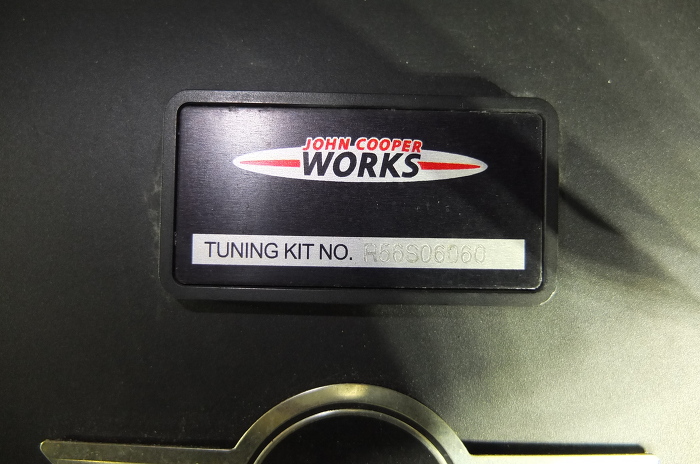 JOHN COOPER
WORKS
TUNING KIT NO. R56S06060